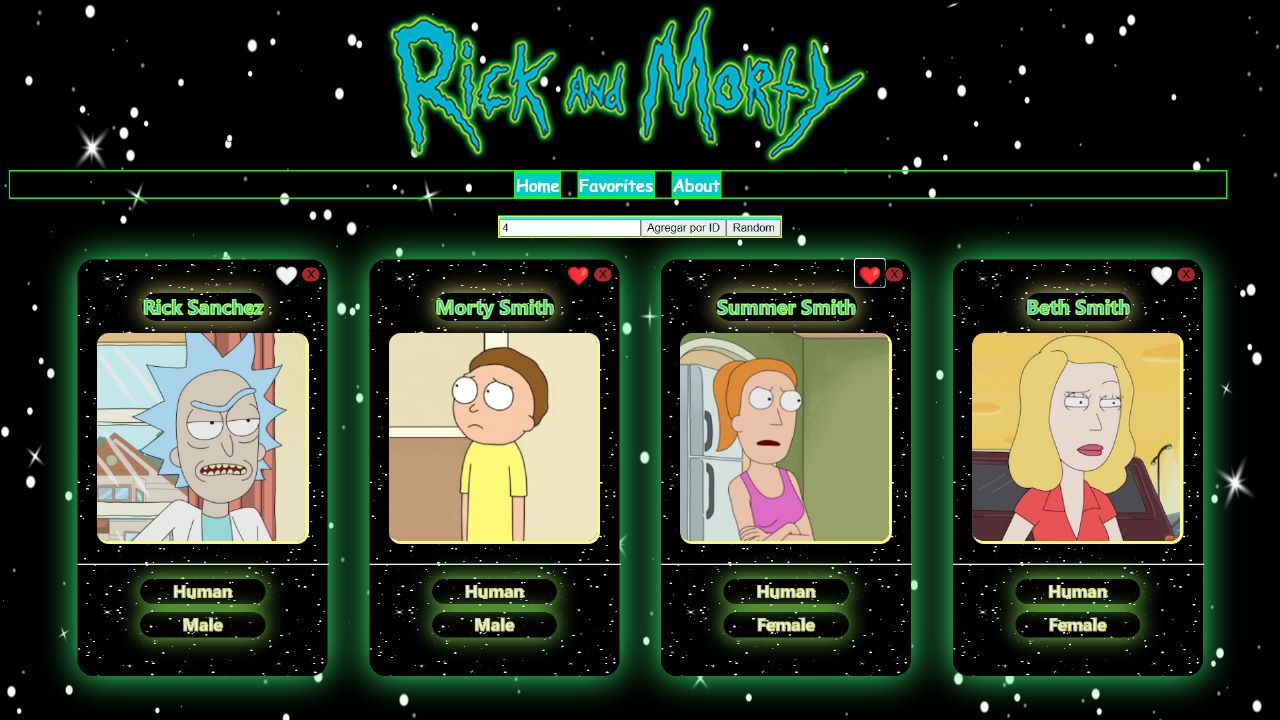 Rick and Morty
Home Favorites About
4 Agregar por ID Random
X X X X
Rick Sanchez Morty Smith Summer Smith Beth Smith
Human Human Human Human
Male Male Female Female